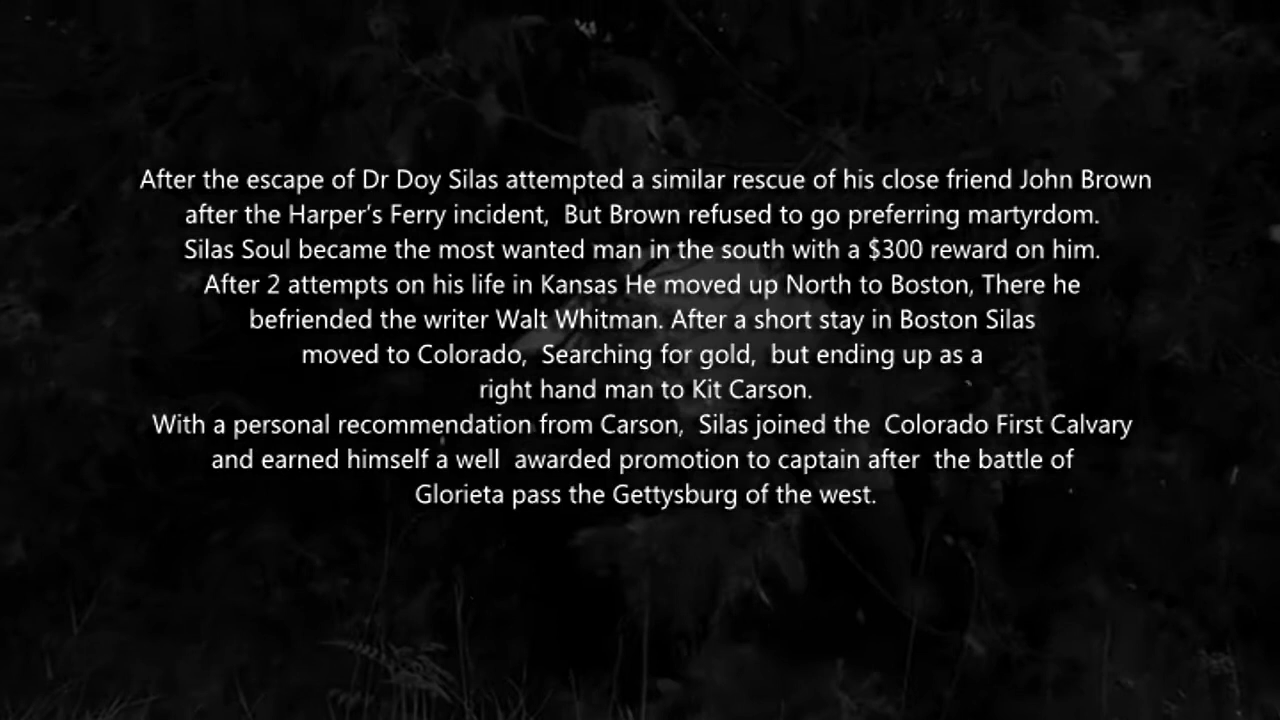 After the escape of Dr Doy Silas attempted a similar rescue of his close friend John Brown
after the Harper's Ferry incident,  But Brown refused to go preferring martyrdom.
Silas Soul became the most wanted man in the south with a $300 reward on him.
After 2 attempts on his life in Kansas He moved up North to Boston, There he
befriended the writer Walt Whitman. After a short stay in Boston Silas
moved to Colorado,  Searching for gold,  but ending up as a
right hand man to Kit Carson.
With a personal recommendation from Carson,  Silas joined the  Colorado First Calvary
and earned himself a well  awarded promotion to captain after  the battle of
Glorieta pass the Gettysburg of the west.